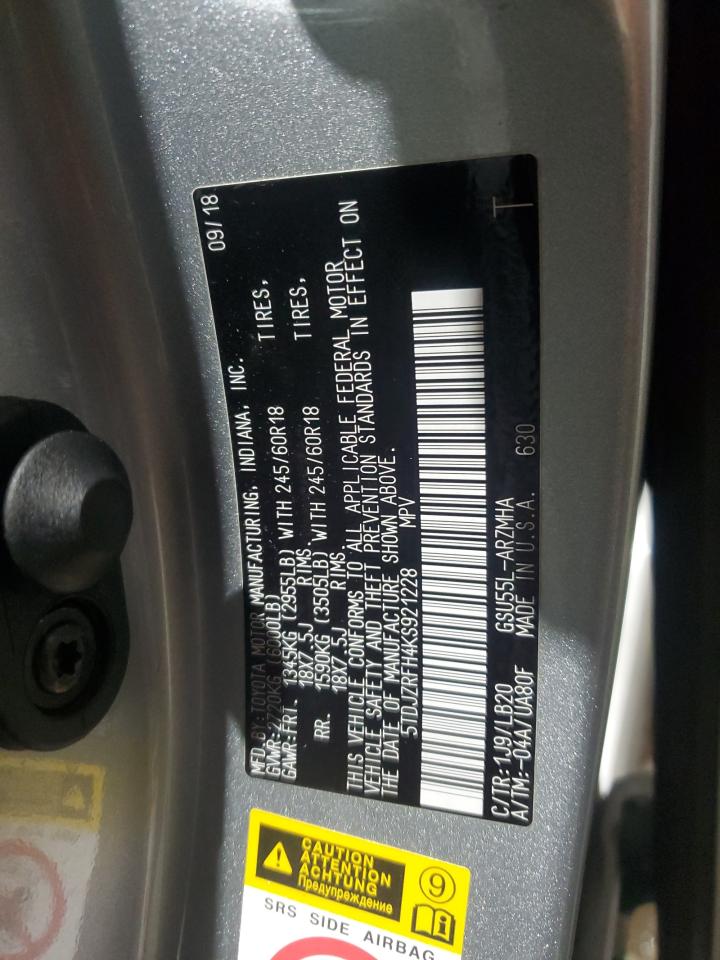 MFD.BY:TOYOTA MOTOR MANUFACTURING, INDIANA, INC. 09/18
GVWR:2720KG (6000LB)
GAWR:FRT. 1345KG (2955LB) WITH 245/60R18 TIRES,
18X7.5J RIMS
RR. 1590KG (3505LB) WITH 245/60R18 TIRES,
18X7.5J RIMS
THIS VEHICLE CONFORMS TO ALL APPLICABLE FEDERAL MOTOR
VEHICLE SAFETY AND THEFT PREVENTION STANDARDS IN EFFECT ON
THE DATE OF MANUFACTURE SHOWN ABOVE.
5TDJZRFH4KS921228 MPV
C/TR:1J9/LB20 GSU55L-ARZMHA
A/TM:-04A/UA80F MADE IN U.S.A. 630
CAUTION
ATTENTION
ACHTUNG
Предупреждение
9
SRS SIDE AIRBAG